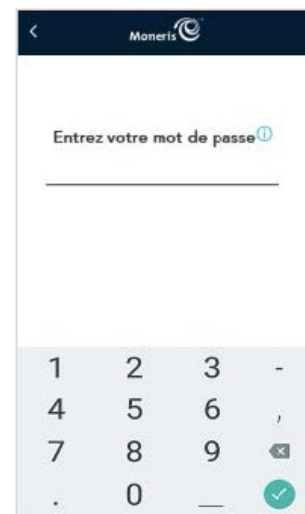 Moneris
Entrez votre mot de passe
1 2 3 -
4 5 6 ,
7 8 9
. 0 _